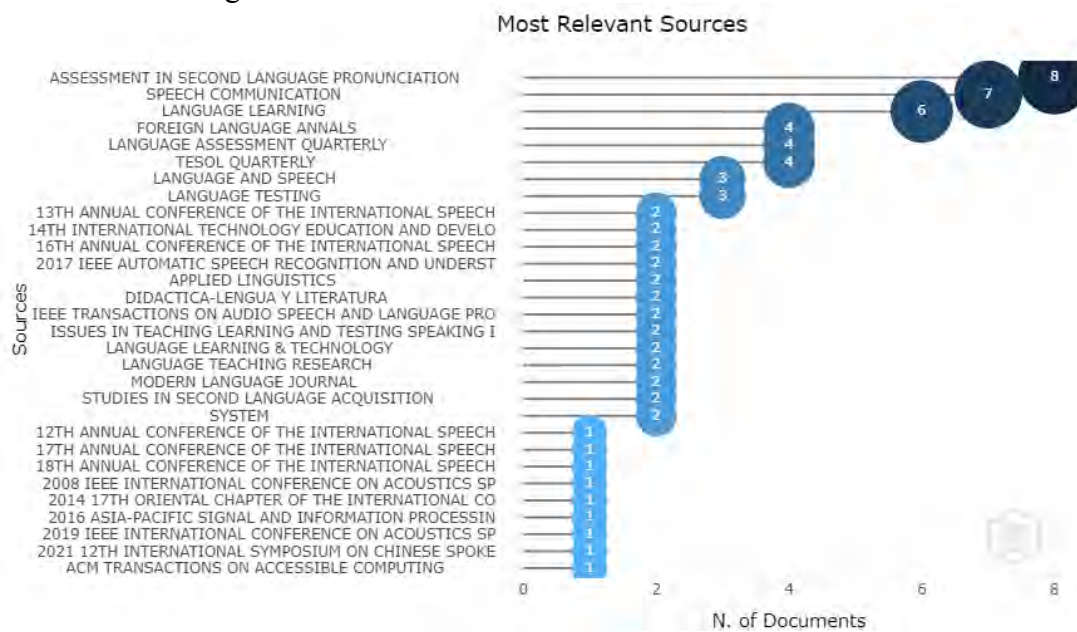 Most Relevant Sources
ASSESSMENT IN SECOND LANGUAGE PRONUNCIATION 8
SPEECH COMMUNICATION 7
LANGUAGE LEARNING 6
FOREIGN LANGUAGE ANNALS 4
LANGUAGE ASSESSMENT QUARTERLY 4
TESOL QUARTERLY 4
LANGUAGE AND SPEECH 3
LANGUAGE TESTING 3
13TH ANNUAL CONFERENCE OF THE INTERNATIONAL SPEECH 2
14TH INTERNATIONAL TECHNOLOGY EDUCATION AND DEVELO 2
16TH ANNUAL CONFERENCE OF THE INTERNATIONAL SPEECH 2
2017 IEEE AUTOMATIC SPEECH RECOGNITION AND UNDERST 2
APPLIED LINGUISTICS 2
DIDACTICA-LENGUA Y LITERATURA 2
IEEE TRANSACTIONS ON AUDIO SPEECH AND LANGUAGE PRO 2
ISSUES IN TEACHING LEARNING AND TESTING SPEAKING I 2
LANGUAGE LEARNING & TECHNOLOGY 2
LANGUAGE TEACHING RESEARCH 2
MODERN LANGUAGE JOURNAL 2
STUDIES IN SECOND LANGUAGE ACQUISITION 2
SYSTEM 2
12TH ANNUAL CONFERENCE OF THE INTERNATIONAL SPEECH 1
17TH ANNUAL CONFERENCE OF THE INTERNATIONAL SPEECH 1
18TH ANNUAL CONFERENCE OF THE INTERNATIONAL SPEECH 1
2008 IEEE INTERNATIONAL CONFERENCE ON ACOUSTICS SP 1
2014 17TH ORIENTAL CHAPTER OF THE INTERNATIONAL CO 1
2016 ASIA-PACIFIC SIGNAL AND INFORMATION PROCESSIN 1
2019 IEEE INTERNATIONAL CONFERENCE ON ACOUSTICS SP 1
2021 12TH INTERNATIONAL SYMPOSIUM ON CHINESE SPOKE 1
ACM TRANSACTIONS ON ACCESSIBLE COMPUTING 1
Sources
0 2 4 6 8
N. of Documents